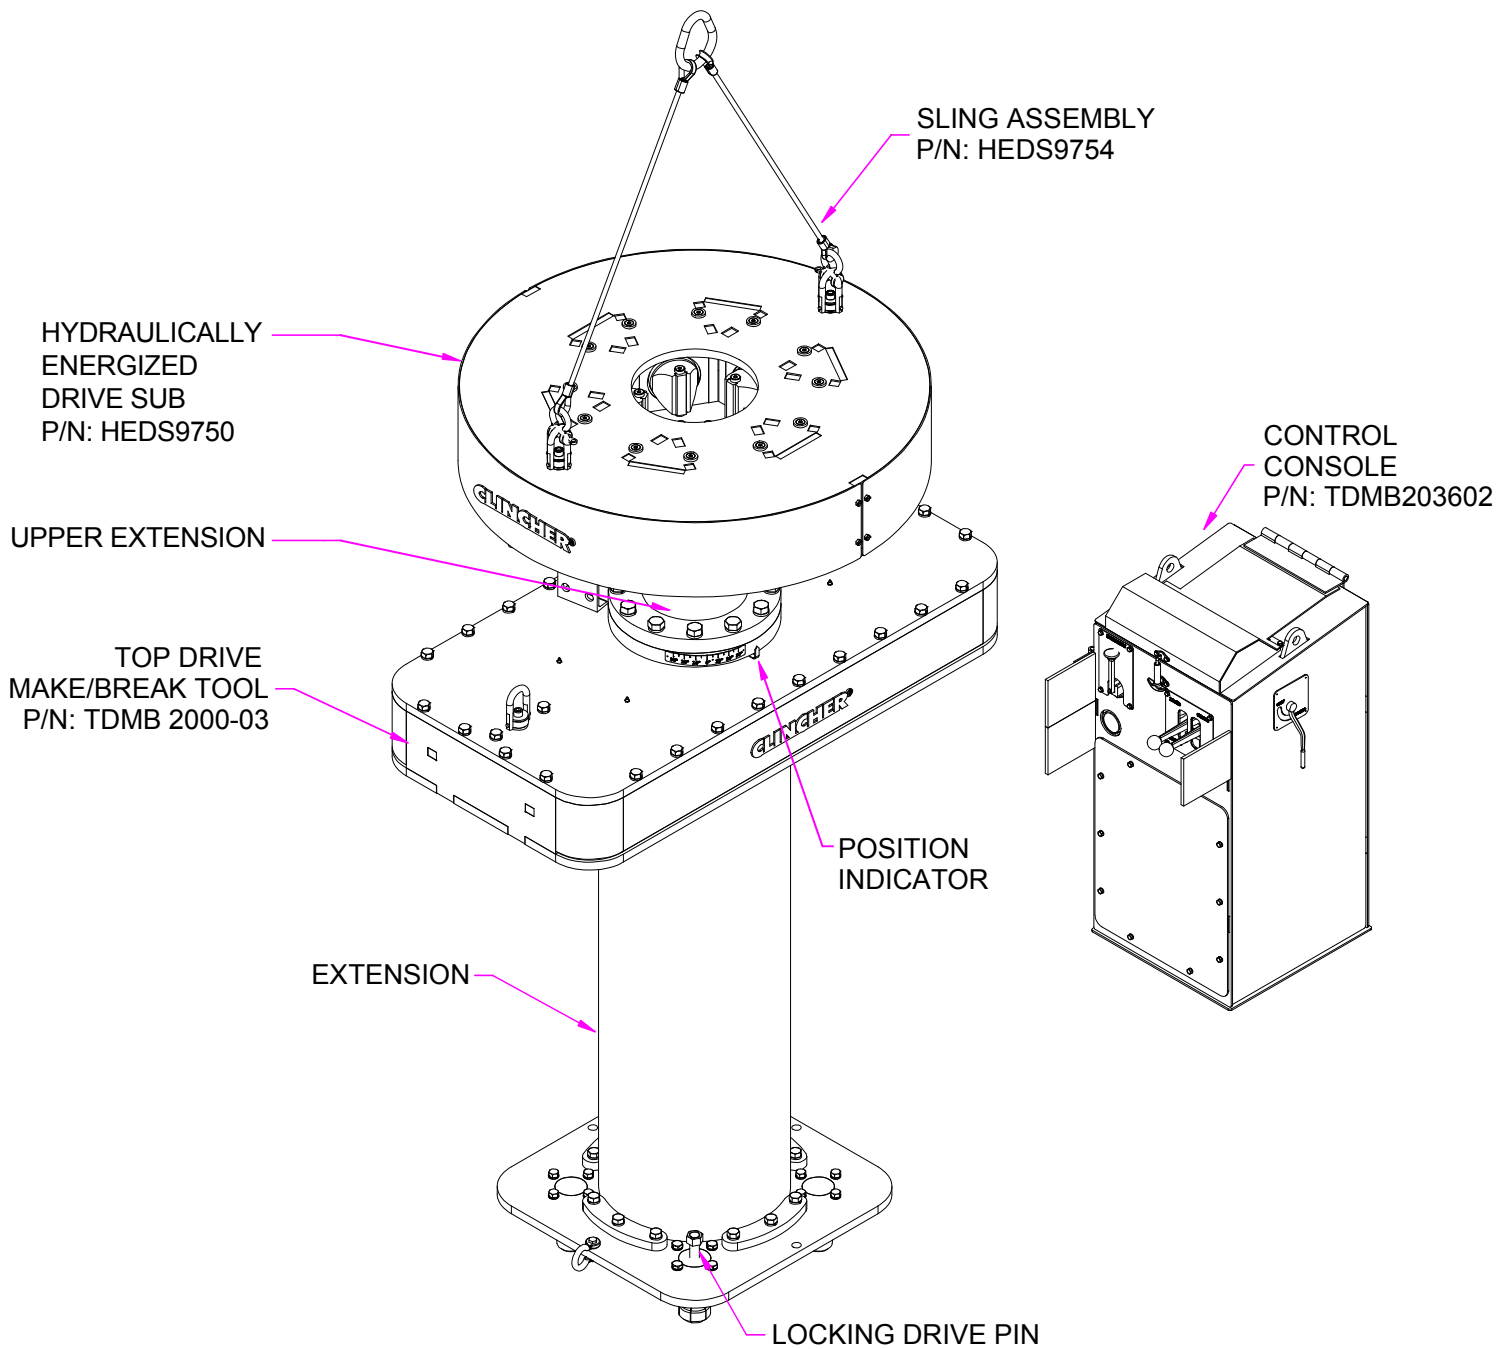 SLING ASSEMBLY
P/N: HEDS9754
HYDRAULICALLY
ENERGIZED
DRIVE SUB
P/N: HEDS9750
CONTROL
CONSOLE
P/N: TDMB203602
CLINCHER®
UPPER EXTENSION
TOP DRIVE
MAKE/BREAK TOOL
P/N: TDMB 2000-03
CLINCHER®
POSITION
INDICATOR
EXTENSION
LOCKING DRIVE PIN